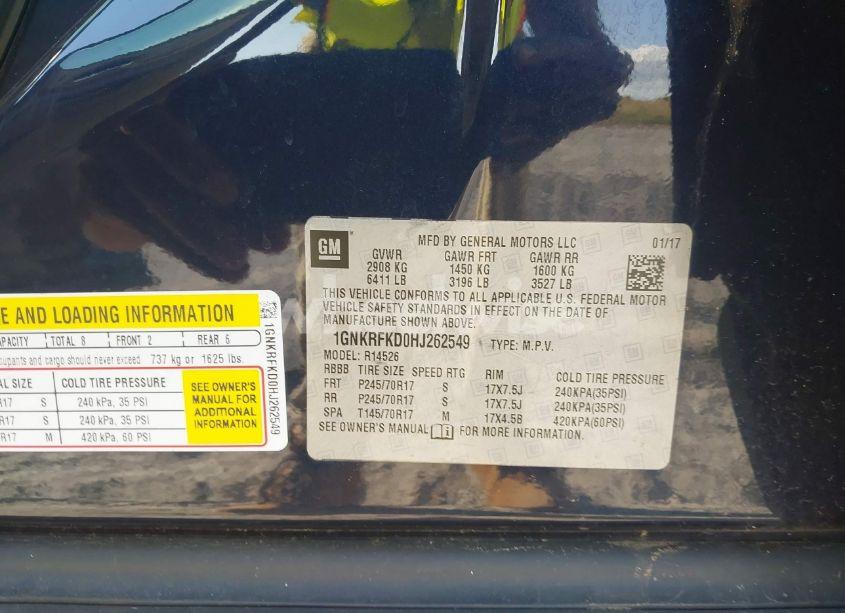 GM
MFD BY GENERAL MOTORS LLC 01/17
GVWR GAWR FRT GAWR RR
2908 KG 1450 KG 1600 KG
6411 LB 3196 LB 3527 LB
THIS VEHICLE CONFORMS TO ALL APPLICABLE U.S. FEDERAL MOTOR
VEHICLE SAFETY STANDARDS IN EFFECT ON THE DATE OF
MANUFACTURE SHOWN ABOVE.
1GNKRFKD0HJ262549 TYPE: M.P.V.
MODEL: R14526
RBBB TIRE SIZE SPEED RTG RIM COLD TIRE PRESSURE
FRT P245/70R17 S 17X7.5J 240KPA(35PSI)
RR P245/70R17 S 17X7.5J 240KPA(35PSI)
SPA T145/70R17 M 17X4.5B 420KPA(60PSI)
SEE OWNER'S MANUAL i FOR MORE INFORMATION.
E AND LOADING INFORMATION
APACITY TOTAL 8 FRONT 2 REAR 6
cupants and cargo should never exceed 737 kg or 1625 lbs.
AL SIZE COLD TIRE PRESSURE
R17 S 240 kPa, 35 PSI
R17 S 240 kPa, 35 PSI
R17 M 420 kPa, 60 PSI
SEE OWNER'S
MANUAL FOR
ADDITIONAL
INFORMATION
1GNKRFKD0HJ262549